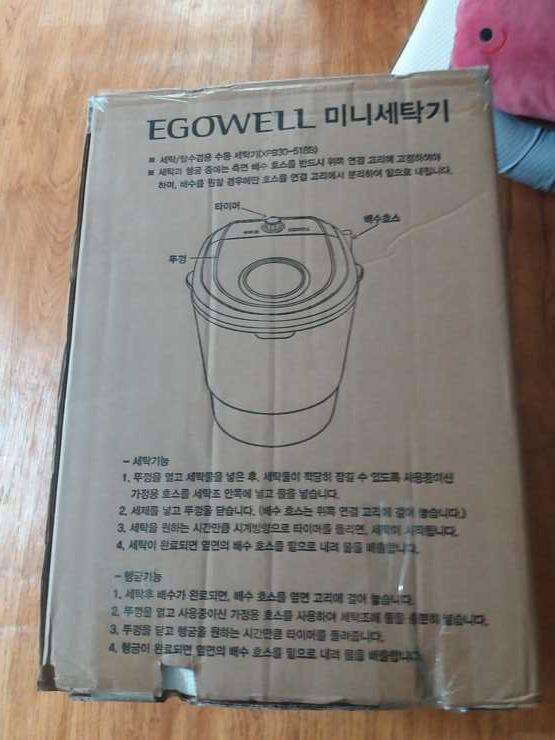 EGOWELL 미니세탁기
▪ 세탁/탈수겸용 수동 세탁기(XPB30-518B)
▪ 세탁과 헹굼 중에는 측면 배수 호스를 반드시 위쪽 연결 고리에 고정하여야
하며, 배수를 원할 경우에만 호스를 연결 고리에서 분리하여 밑으로 내립니다.
타이머
배수호스
뚜껑
- 세탁기능
1. 뚜껑을 열고 세탁물을 넣은 후, 세탁물이 적당히 잠길 수 있도록 사용중이신
가정용 호스를 세탁조 안쪽에 넣고 물을 넣습니다.
2. 세재를 넣고 뚜껑을 닫습니다. (배수 호스는 위쪽 연결 고리에 걸어 놓습니다.)
3. 세탁을 원하는 시간만큼 시계방향으로 타이머를 돌리면, 세탁이 시작됩니다.
4. 세탁이 완료되면 옆면의 배수 호스를 밑으로 내려 물을 배출합니다.
- 헹굼기능
1. 세탁후 배수가 완료되면, 배수 호스를 옆면 고리에 걸어 놓습니다.
2. 뚜껑을 열고 사용중이신 가정용 호스를 사용하여 세탁조에 물을 충분히 넣습니다.
3. 뚜껑을 닫고 헹굼을 원하는 시간만큼 타이머를 돌려줍니다.
4. 헹굼이 완료되면 옆면의 배수 호스를 밑으로 내려 물을 배출합니다.